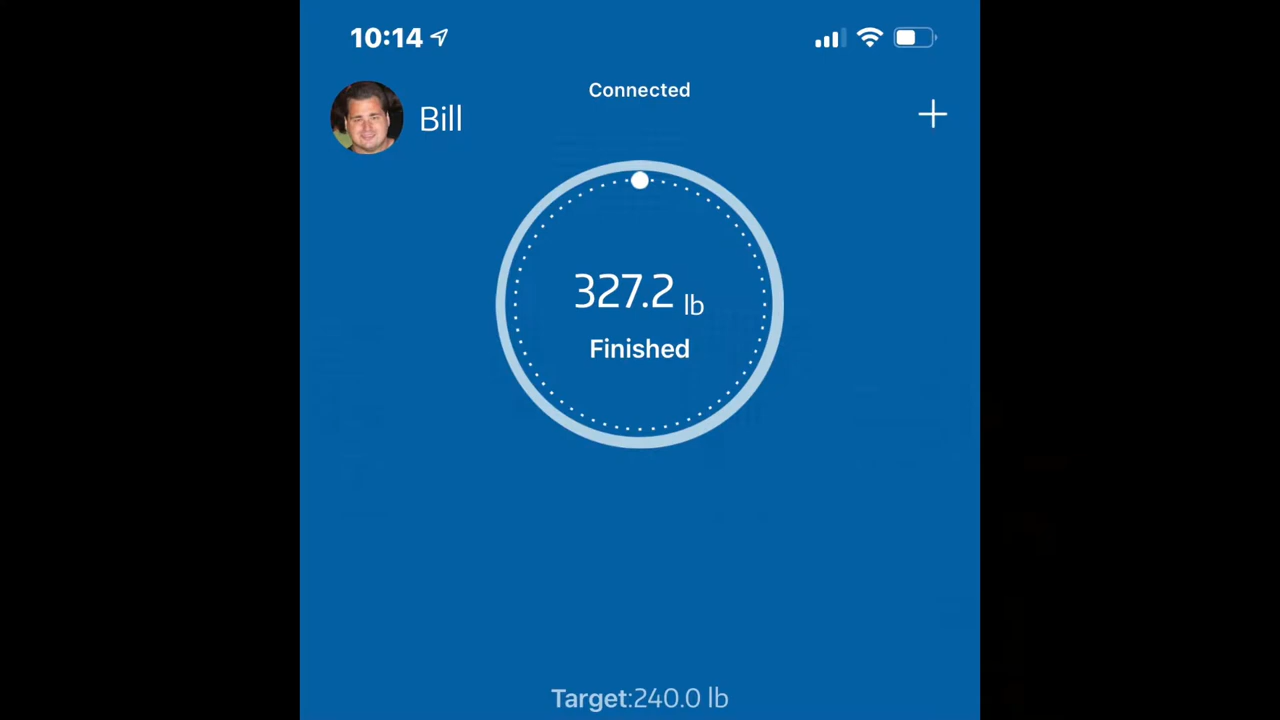 10:14
Connected
Bill
327.2 lb
Finished
Target:240.0 lb